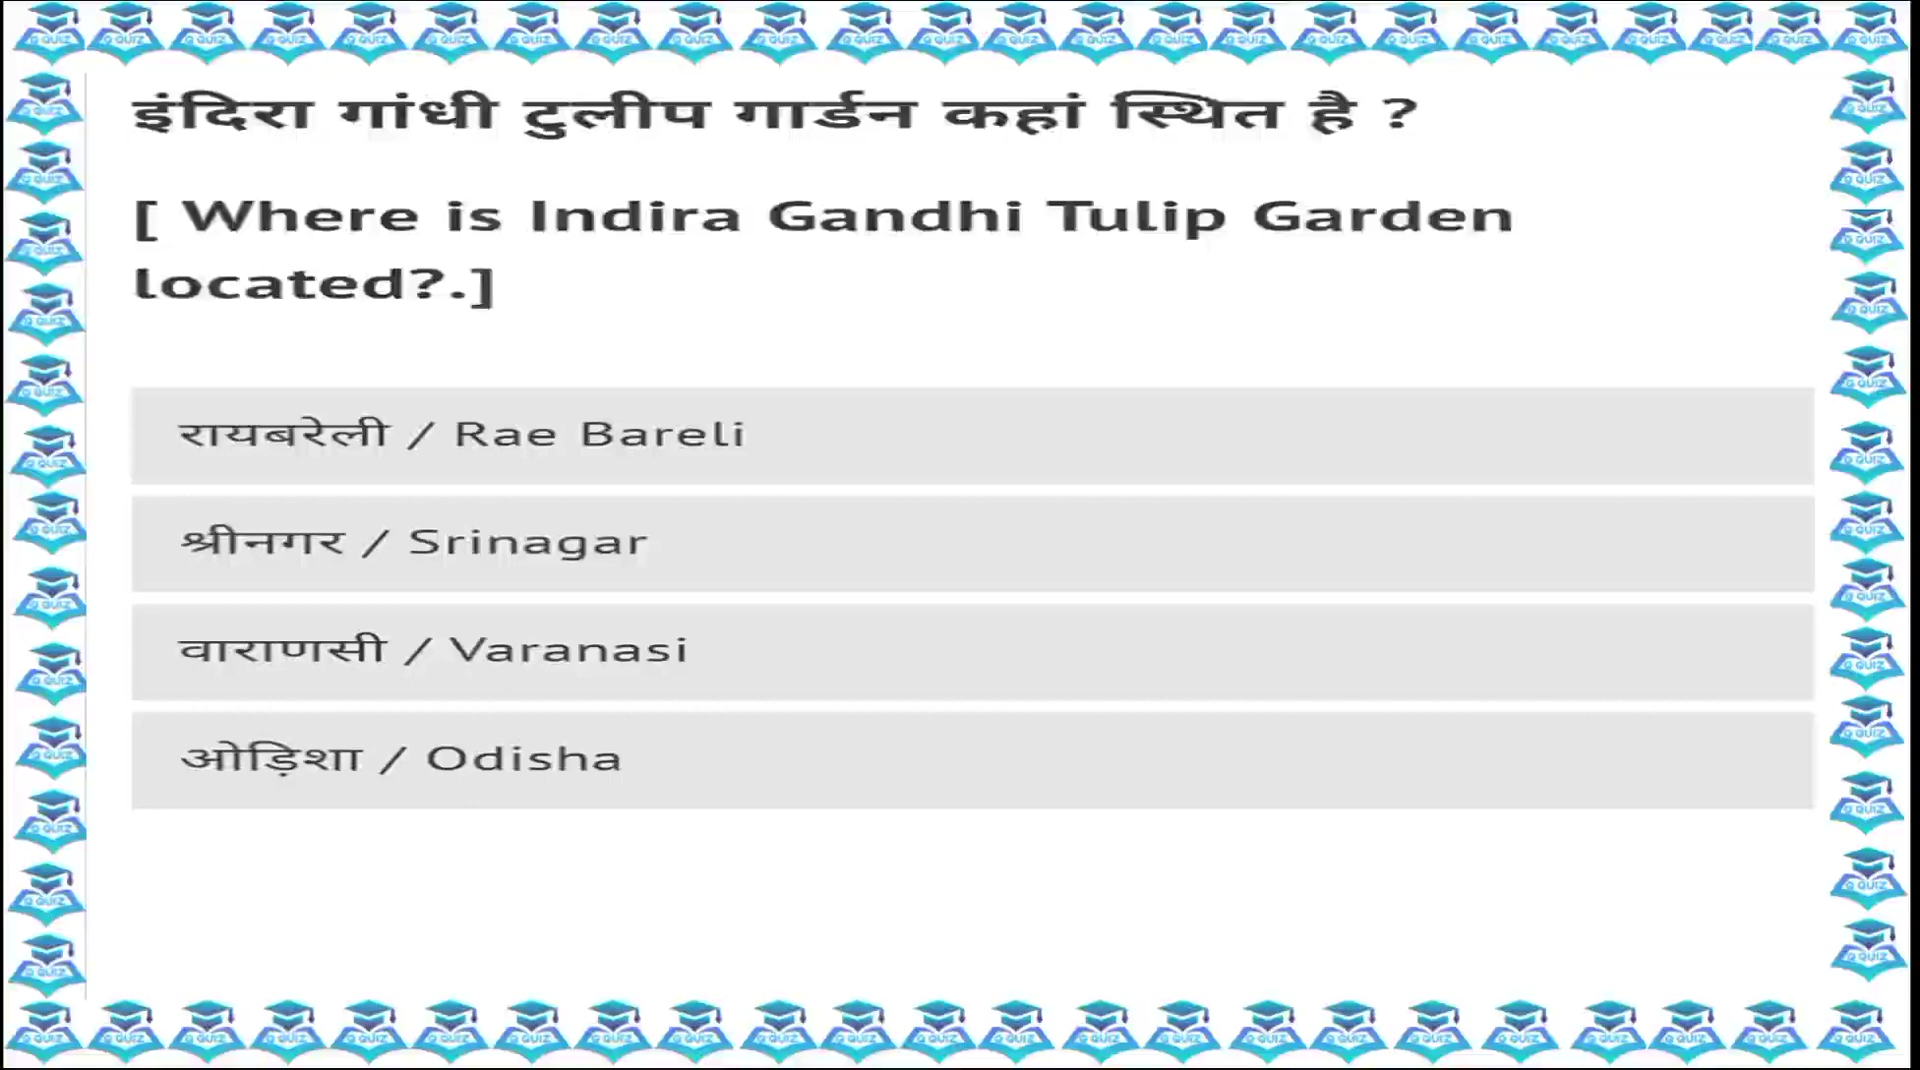 इंदिरा गांधी टुलीप गार्डन कहां स्थित है ?
[ Where is Indira Gandhi Tulip Garden
located?.]
रायबरेली / Rae Bareli
श्रीनगर / Srinagar
वाराणसी / Varanasi
ओड़िशा / Odisha